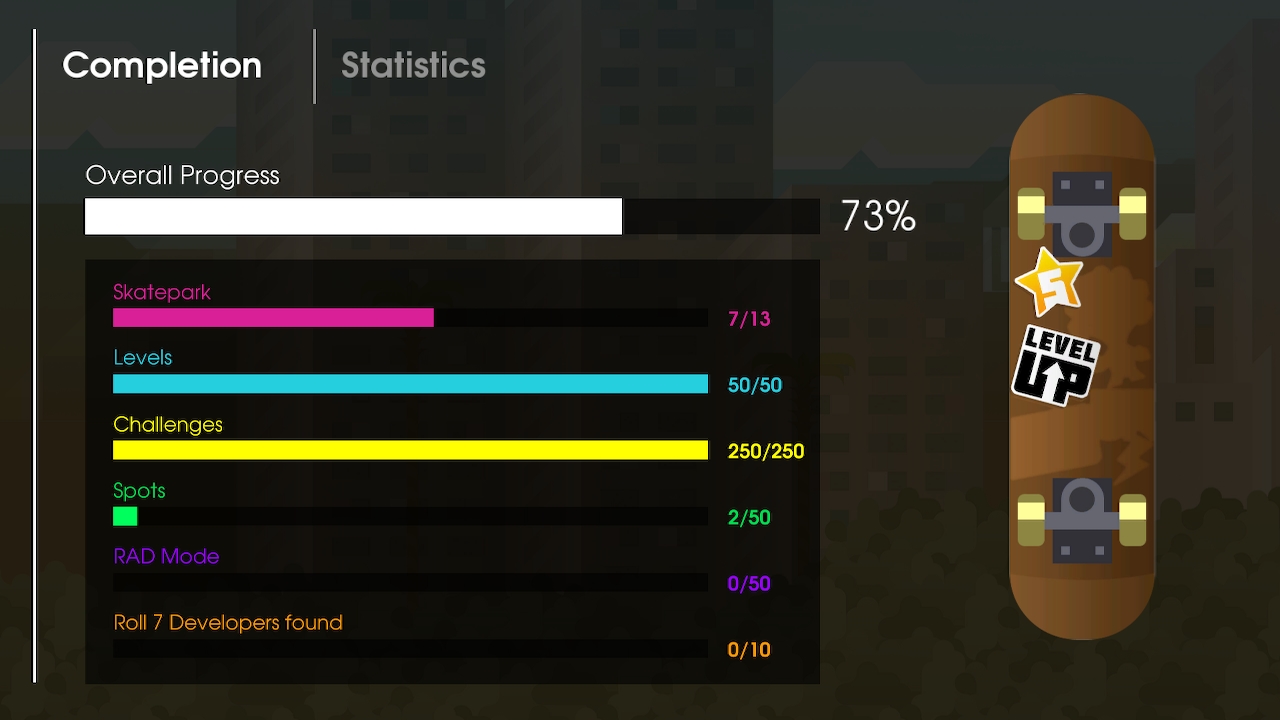 Completion
Statistics
Overall Progress
73%
Skatepark
7/13
Levels
50/50
Challenges
250/250
Spots
2/50
RAD Mode
0/50
Roll 7 Developers found
0/10
5
LEVEL
UP